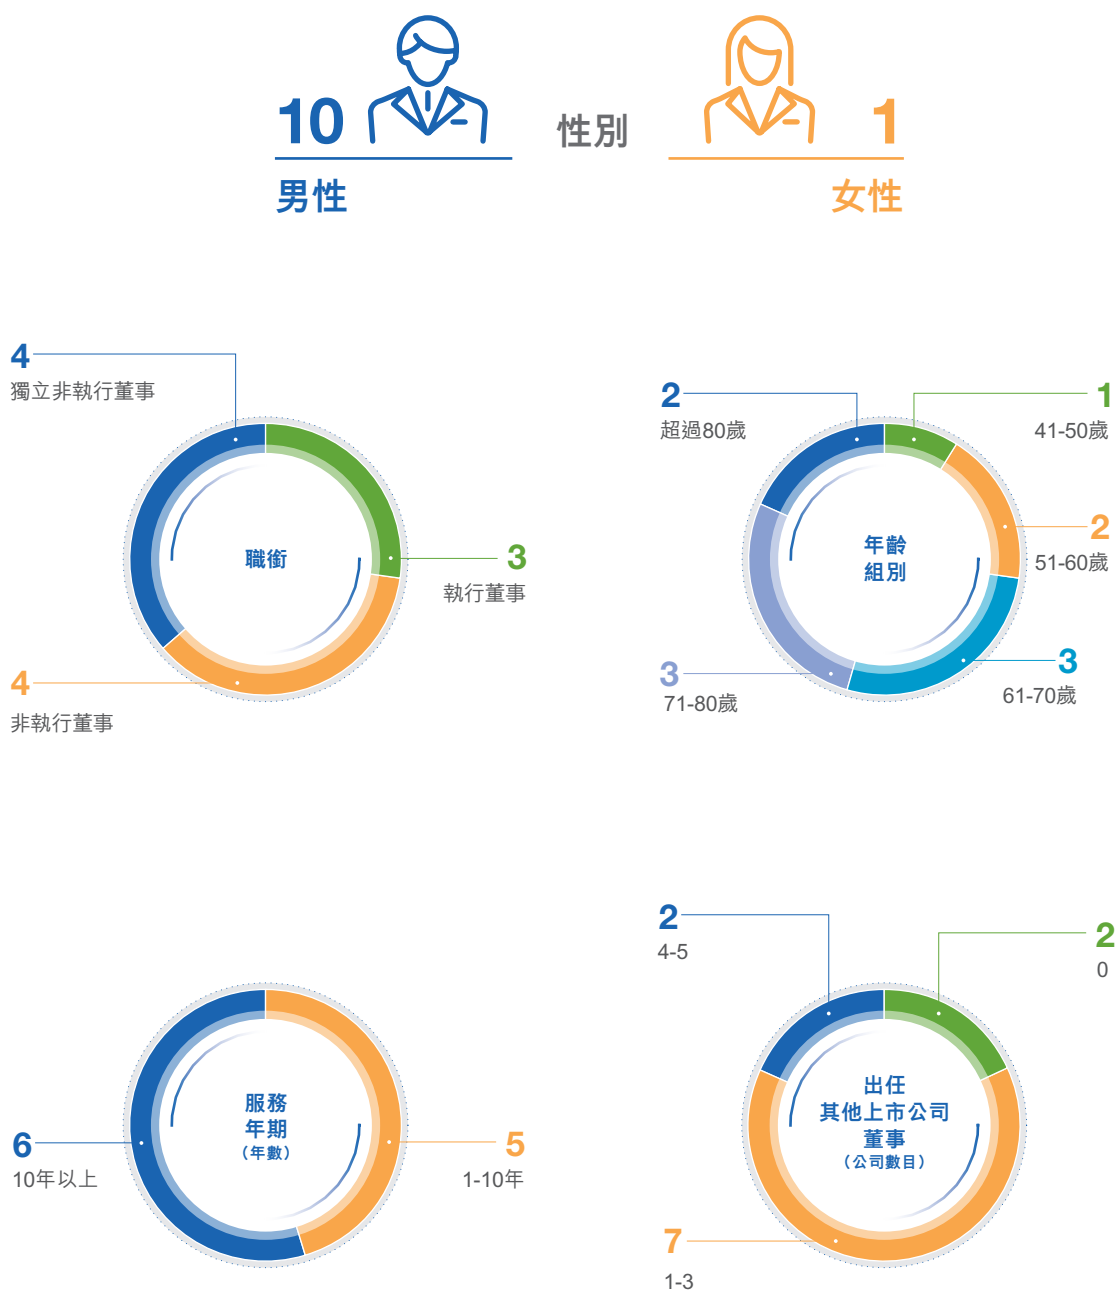 10
男性
性別
1
女性
4
獨立非執行董事
職銜
3
執行董事
4
非執行董事
2
超過80歲
1
41-50歲
年齡
組別
2
51-60歲
3
71-80歲
3
61-70歲
服務
年期
(年數)
6
10年以上
5
1-10年
2
4-5
2
0
出任
其他上市公司
董事
(公司數目)
7
1-3